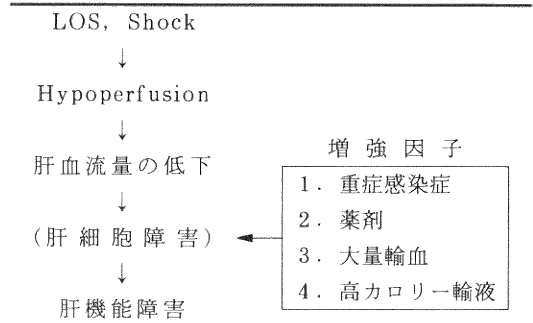 LOS, Shock
↓
Hypoperfusion
↓
肝血流量の低下
↓
(肝細胞障害)
↓
肝機能障害
増強因子
1. 重症感染症
2. 薬剤
3. 大量輸血
4. 高カロリー輸液